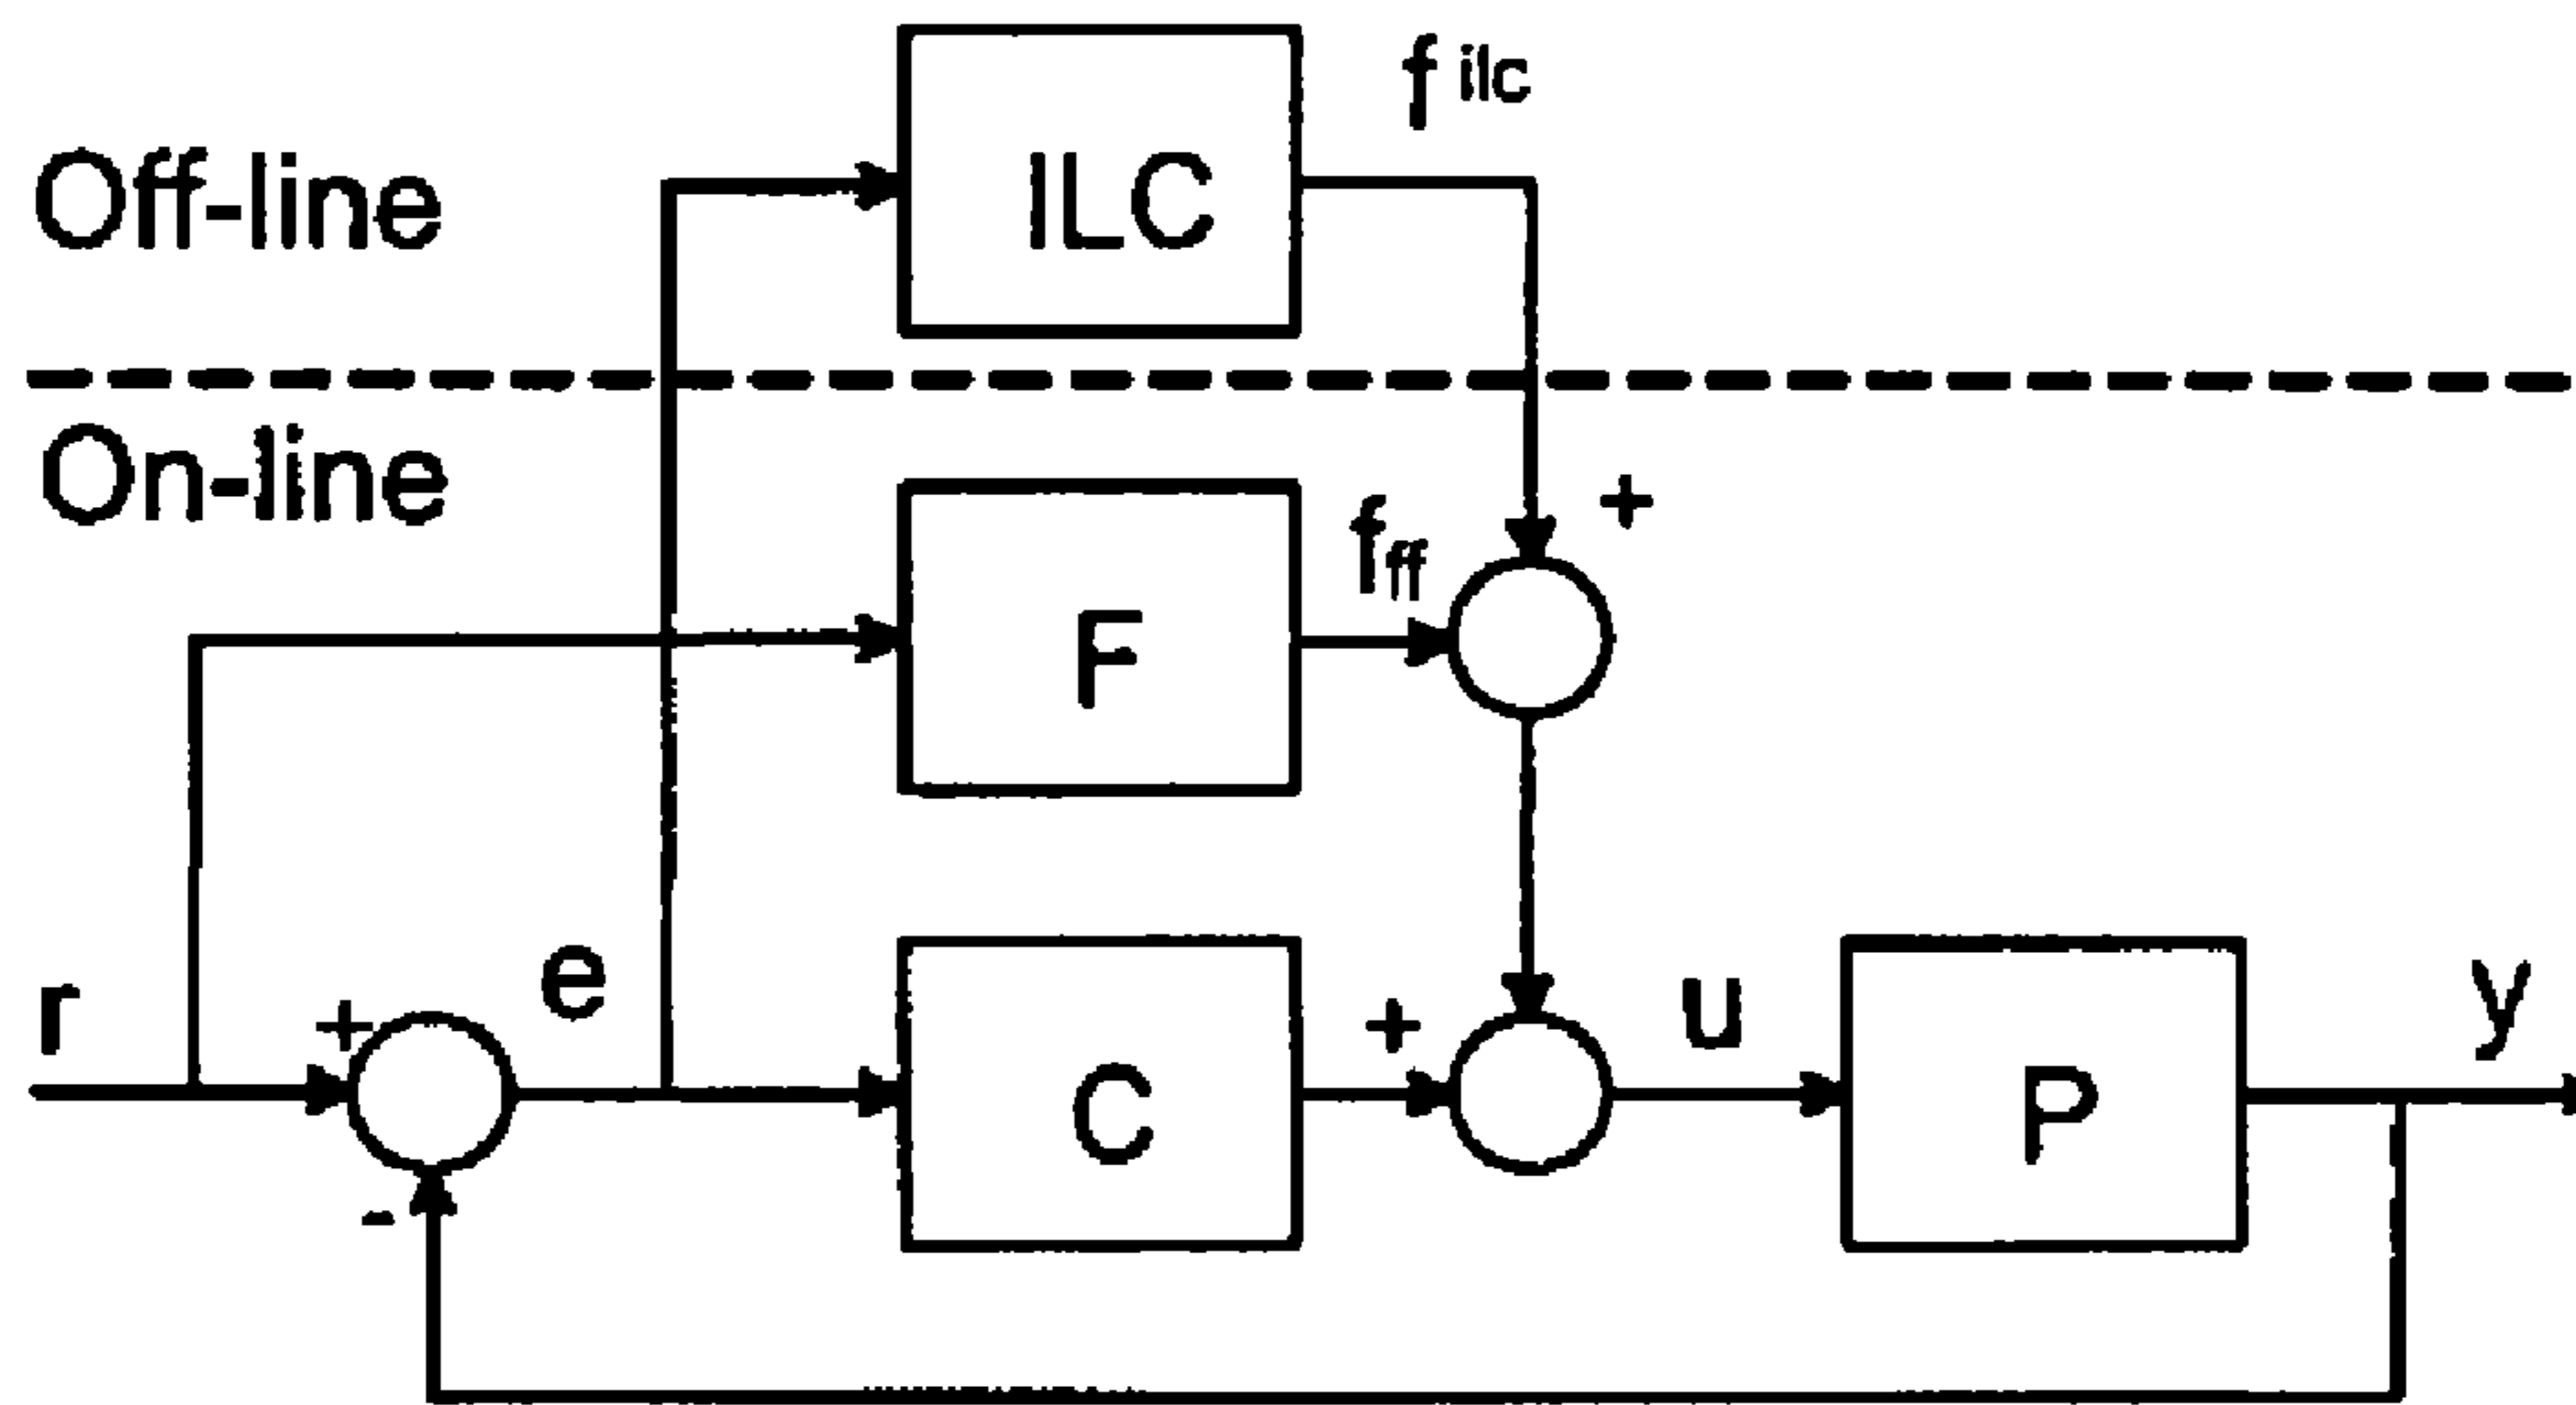 f ilc
Off-line
ILC
On-line
+
fff
F
r
+
e
-
C
+
u
P
y